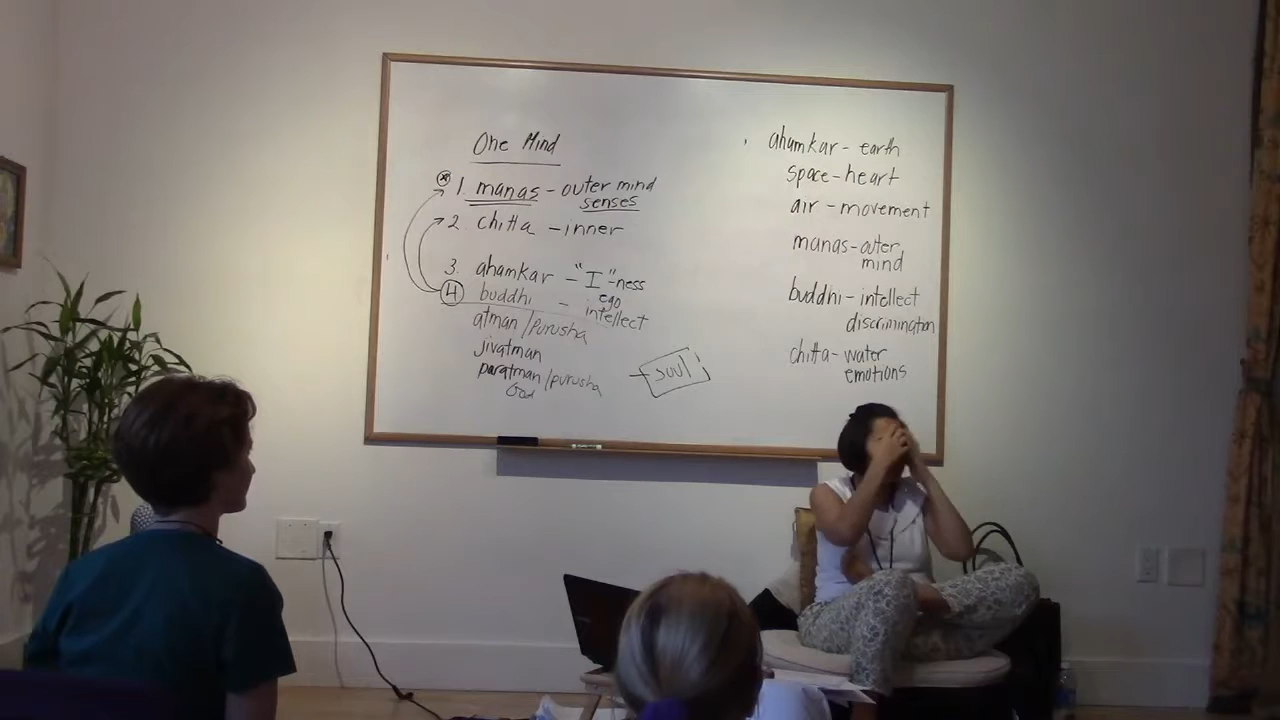 One Mind
1. manas - outer mind
senses
2. chitta - inner
3. ahamkar - "I"-ness
ego
4 buddhi - intellect
atman/purusha
jivatman
paratman/purusha
God
soul
ahamkar - earth
space - heart
air - movement
manas - outer
mind
buddhi - intellect
discrimination
chitta - water
emotions